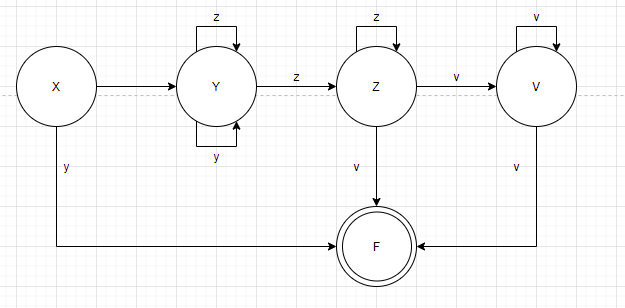 z z v
X Y z Z v V
y y v v
F